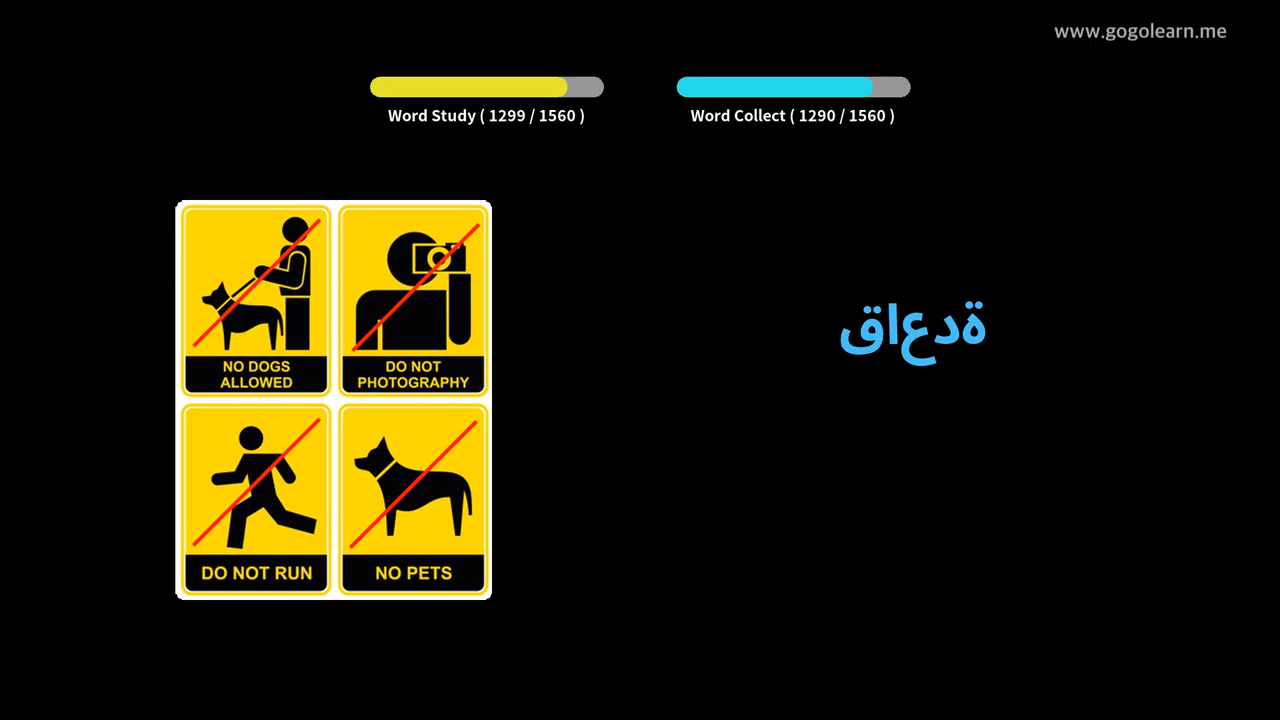 www.gogolearn.me
Word Study ( 1299 / 1560 )
Word Collect ( 1290 / 1560 )
NO DOGS
ALLOWED
DO NOT
PHOTOGRAPHY
DO NOT RUN
NO PETS
ةدعاق